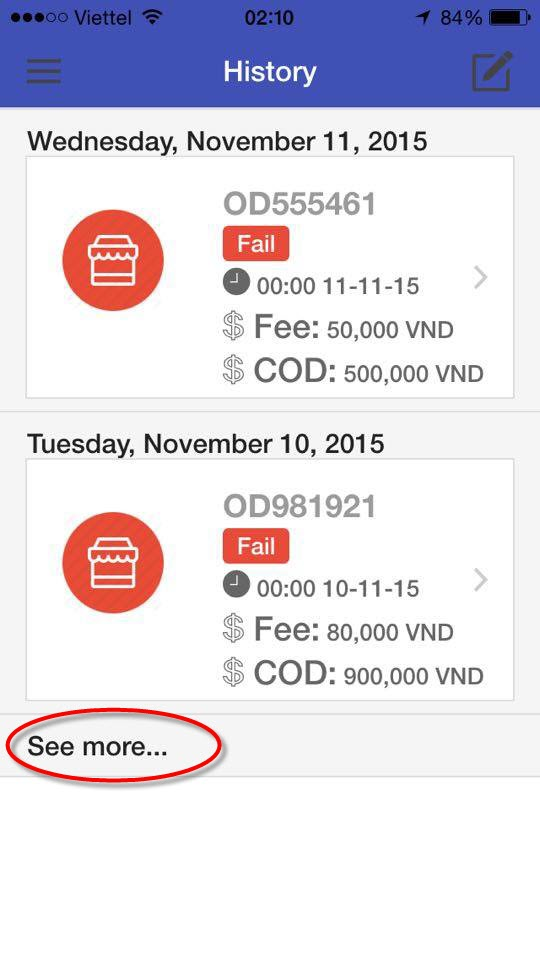 Viettel 02:10 84%
History
Wednesday, November 11, 2015
OD555461
Fail
00:00 11-11-15
$ Fee: 50,000 VND
$ COD: 500,000 VND
Tuesday, November 10, 2015
OD981921
Fail
00:00 10-11-15
$ Fee: 80,000 VND
$ COD: 900,000 VND
See more...